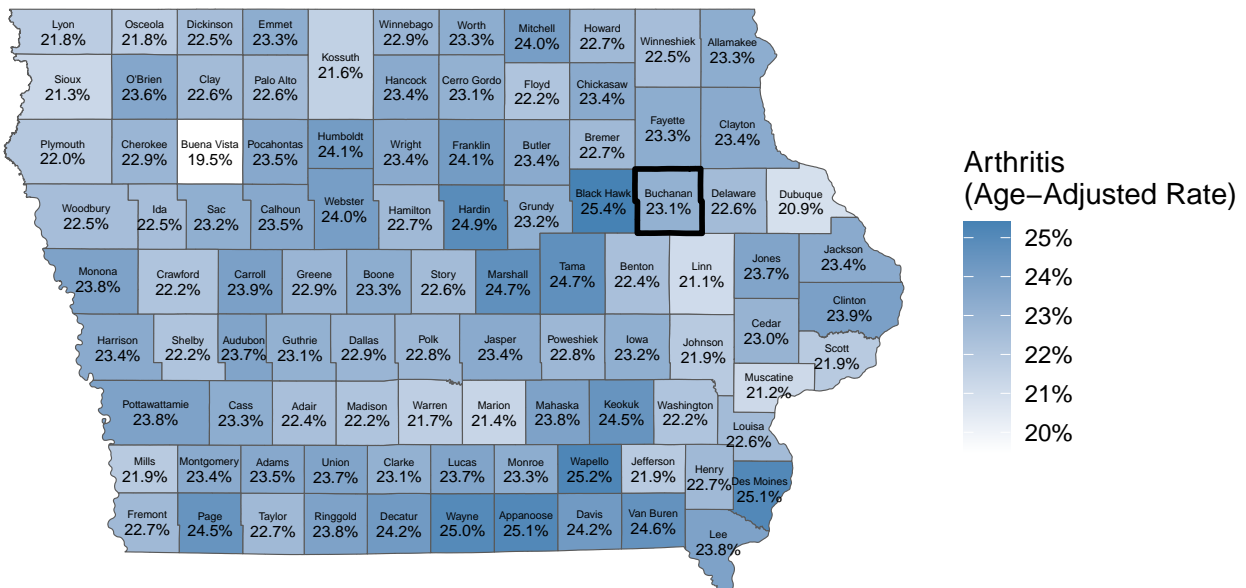 Lyon
21.8%
Osceola
21.8%
Dickinson
22.5%
Emmet
23.3%
Kossuth
21.6%
Winnebago
22.9%
Worth
23.3%
Mitchell
24.0%
Howard
22.7%
Winneshiek
22.5%
Allamakee
23.3%
Sioux
21.3%
O'Brien
23.6%
Clay
22.6%
Palo Alto
22.6%
Hancock
23.4%
Cerro Gordo
23.1%
Floyd
22.2%
Chickasaw
23.4%
Fayette
23.3%
Clayton
23.4%
Plymouth
22.0%
Cherokee
22.9%
Buena Vista
19.5%
Pocahontas
23.5%
Humboldt
24.1%
Wright
23.4%
Franklin
24.1%
Butler
23.4%
Bremer
22.7%
Woodbury
22.5%
Ida
22.5%
Sac
23.2%
Calhoun
23.5%
Webster
24.0%
Hamilton
22.7%
Hardin
24.9%
Grundy
23.2%
Black Hawk
25.4%
Buchanan
23.1%
Delaware
22.6%
Dubuque
20.9%
Monona
23.8%
Crawford
22.2%
Carroll
23.9%
Greene
22.9%
Boone
23.3%
Story
22.6%
Marshall
24.7%
Tama
24.7%
Benton
22.4%
Linn
21.1%
Jones
23.7%
Jackson
23.4%
Clinton
23.9%
Harrison
23.4%
Shelby
22.2%
Audubon
23.7%
Guthrie
23.1%
Dallas
22.9%
Polk
22.8%
Jasper
23.4%
Poweshiek
22.8%
Iowa
23.2%
Johnson
21.9%
Cedar
23.0%
Scott
21.9%
Muscatine
21.2%
Pottawattamie
23.8%
Cass
23.3%
Adair
22.4%
Madison
22.2%
Warren
21.7%
Marion
21.4%
Mahaska
23.8%
Keokuk
24.5%
Washington
22.2%
Louisa
22.6%
Mills
21.9%
Montgomery
23.4%
Adams
23.5%
Union
23.7%
Clarke
23.1%
Lucas
23.7%
Monroe
23.3%
Wapello
25.2%
Jefferson
21.9%
Henry
22.7%
Des Moines
25.1%
Fremont
22.7%
Page
24.5%
Taylor
22.7%
Ringgold
23.8%
Decatur
24.2%
Wayne
25.0%
Appanoose
25.1%
Davis
24.2%
Van Buren
24.6%
Lee
23.8%
Arthritis
(Age−Adjusted Rate)
25%
24%
23%
22%
21%
20%